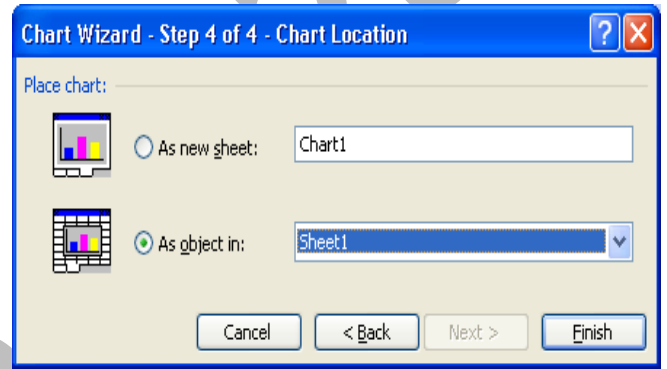 Chart Wizard - Step 4 of 4 - Chart Location
Place chart:
As new sheet: Chart1
As object in: Sheet1
Cancel < Back Next > Finish